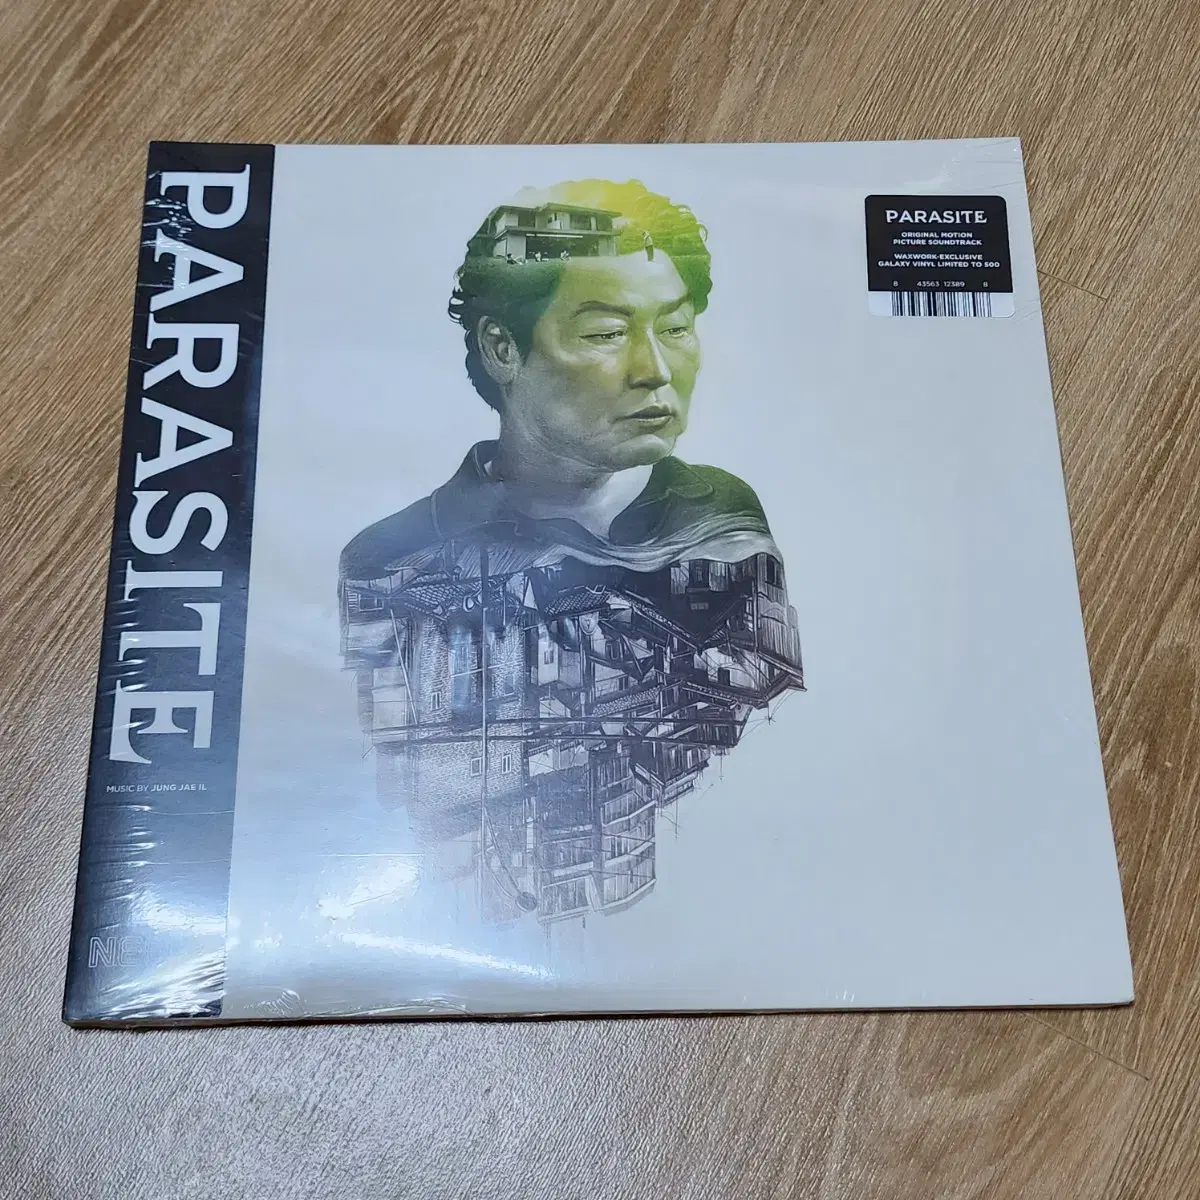 PARASITE
MUSIC BY JUNG JAE IL
PARASITE
ORIGINAL MOTION
PICTURE SOUNDTRACK
WAXWORK-EXCLUSIVE
GALAXY VINYL LIMITED TO 500
8 43563 12389 8